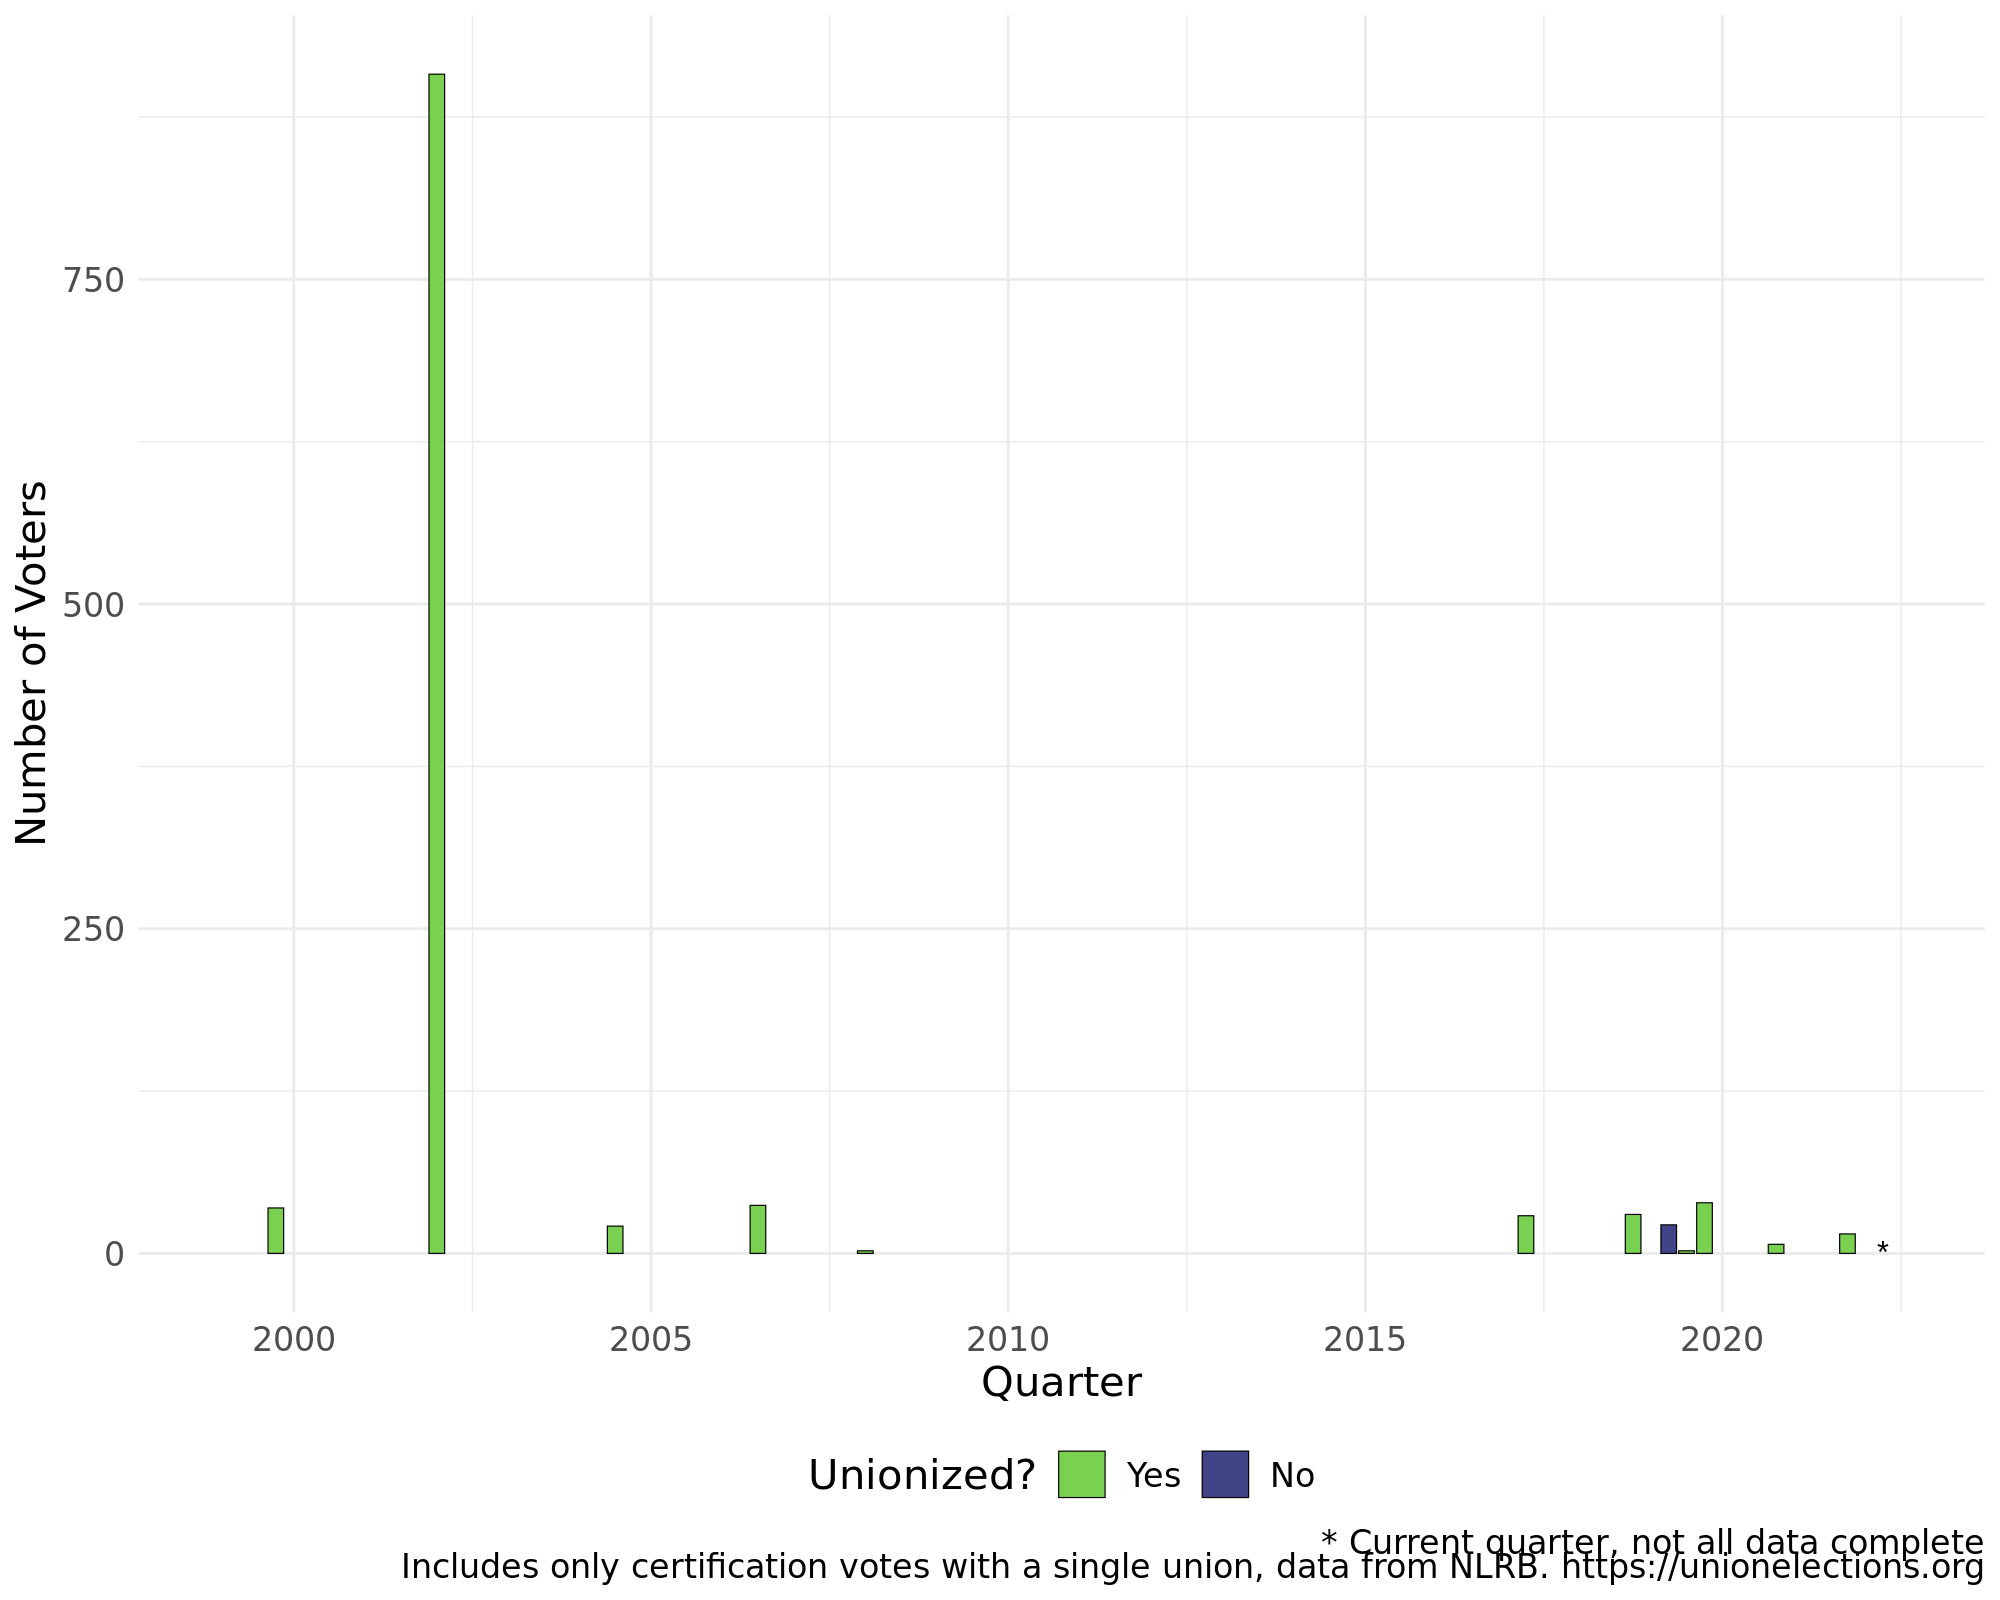 Number of Voters
750
500
250
0
*
2000 2005 2010 2015 2020
Quarter
Unionized? Yes No
* Current quarter, not all data complete
Includes only certification votes with a single union, data from NLRB. https://unionelections.org